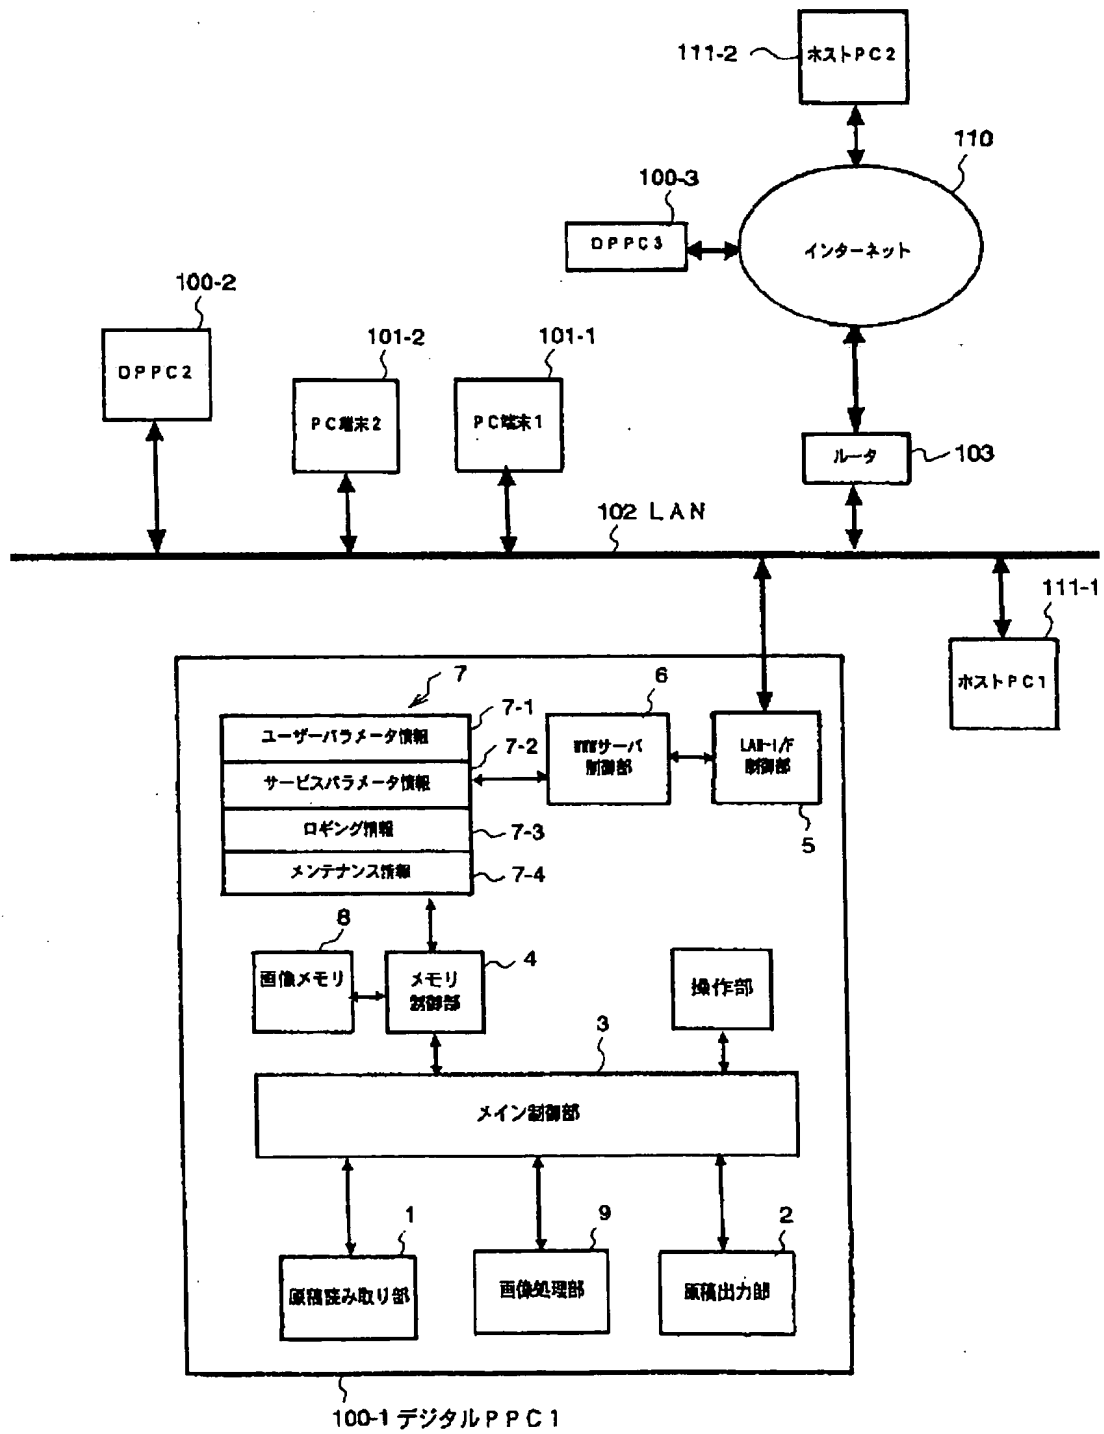 111-2
ホストPC2
110
100-3
DPPC3
インターネット
100-2
DPPC2
101-2
PC端末2
101-1
PC端末1
ルータ
103
102 LAN
111-1
ホストPC1
7
7-1
ユーザーパラメータ情報
7-2
サービスパラメータ情報
ロギング情報
7-3
メンテナンス情報
7-4
6
WWWサーバ
制御部
LAN-I/F
制御部
5
8
画像メモリ
メモリ
制御部
4
操作部
3
メイン制御部
1
原稿読み取り部
9
画像処理部
2
原稿出力部
100-1 デジタルPPC1